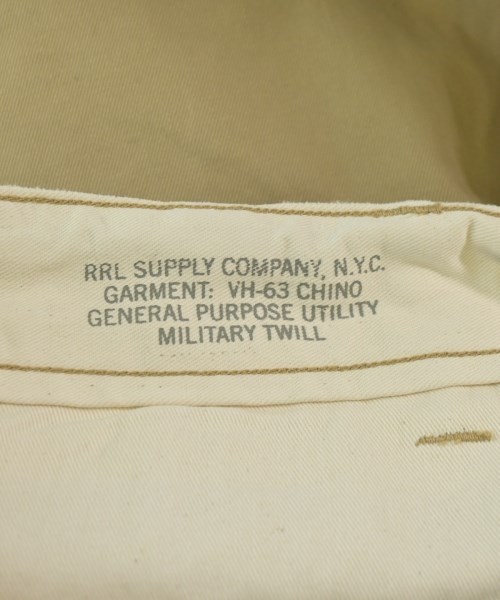 RRL SUPPLY COMPANY, N.Y.C.
GARMENT: VH-63 CHINO
GENERAL PURPOSE UTILITY
MILITARY TWILL